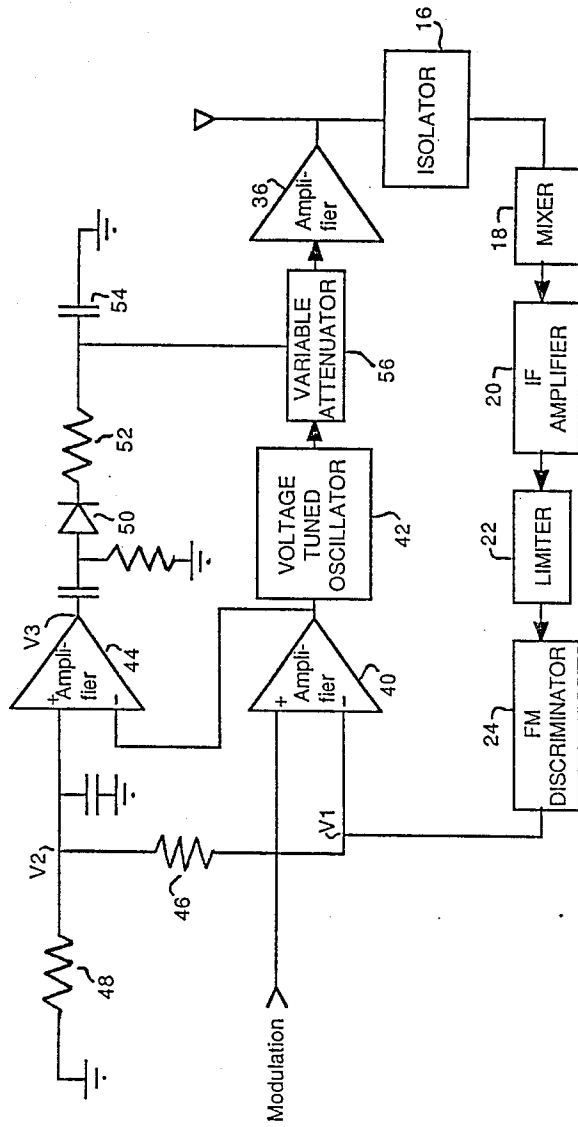 48
V2
46
Modulation
V1
+
Ampli-
fier
-
V3
44
50
52
54
+
Ampli-
fier
-
40
VOLTAGE
TUNED
OSCILLATOR
42
VARIABLE
ATTENUATOR
56
Ampli-
fier
36
ISOLATOR
16
MIXER
18
IF
AMPLIFIER
20
LIMITER
22
FM
DISCRIMINATOR
24